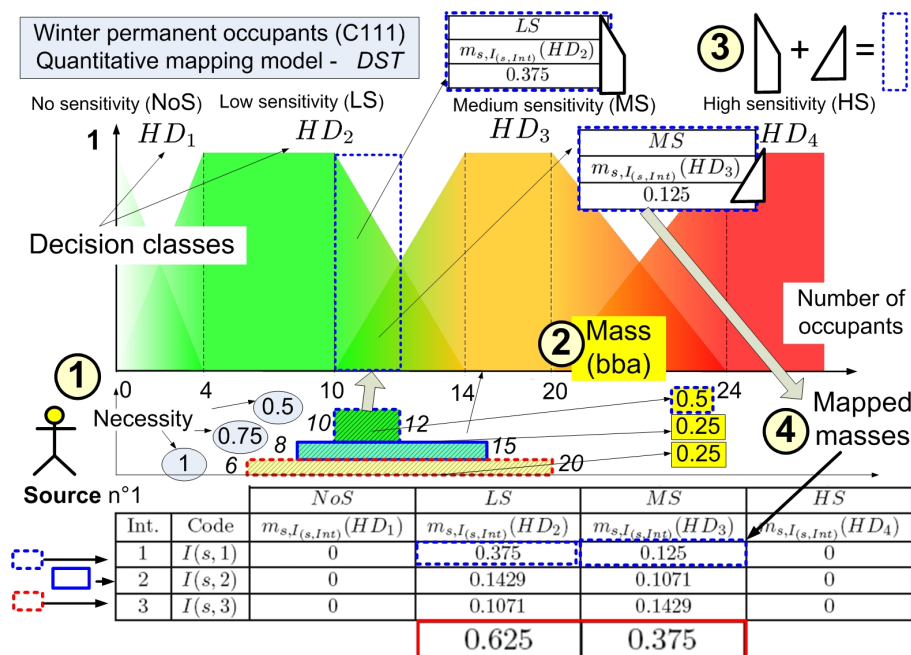 Winter permanent occupants (C111)
Quantitative mapping model - DST
LS
m_{s,I_{(s,Int)}}(HD_2)
0.375
3
+
=
No sensitivity (NoS)
Low sensitivity (LS)
Medium sensitivity (MS)
High sensitivity (HS)
1
HD_1
HD_2
HD_3
HD_4
MS
m_{s,I_{(s,Int)}}(HD_3)
0.125
Decision classes
Number of
occupants
2
Mass
(bba)
1
0
4
10
14
20
24
Necessity
0.5
0.75
1
10
12
8
15
6
20
0.5
0.25
0.25
4
Mapped
masses
Source n°1
NoS LS MS HS
Int. Code m_{s,I_{(s,Int)}}(HD_1) m_{s,I_{(s,Int)}}(HD_2) m_{s,I_{(s,Int)}}(HD_3) m_{s,I_{(s,Int)}}(HD_4)
1 I(s,1) 0 0.375 0.125 0
2 I(s,2) 0 0.1429 0.1071 0
3 I(s,3) 0 0.1071 0.1429 0
0.625 0.375